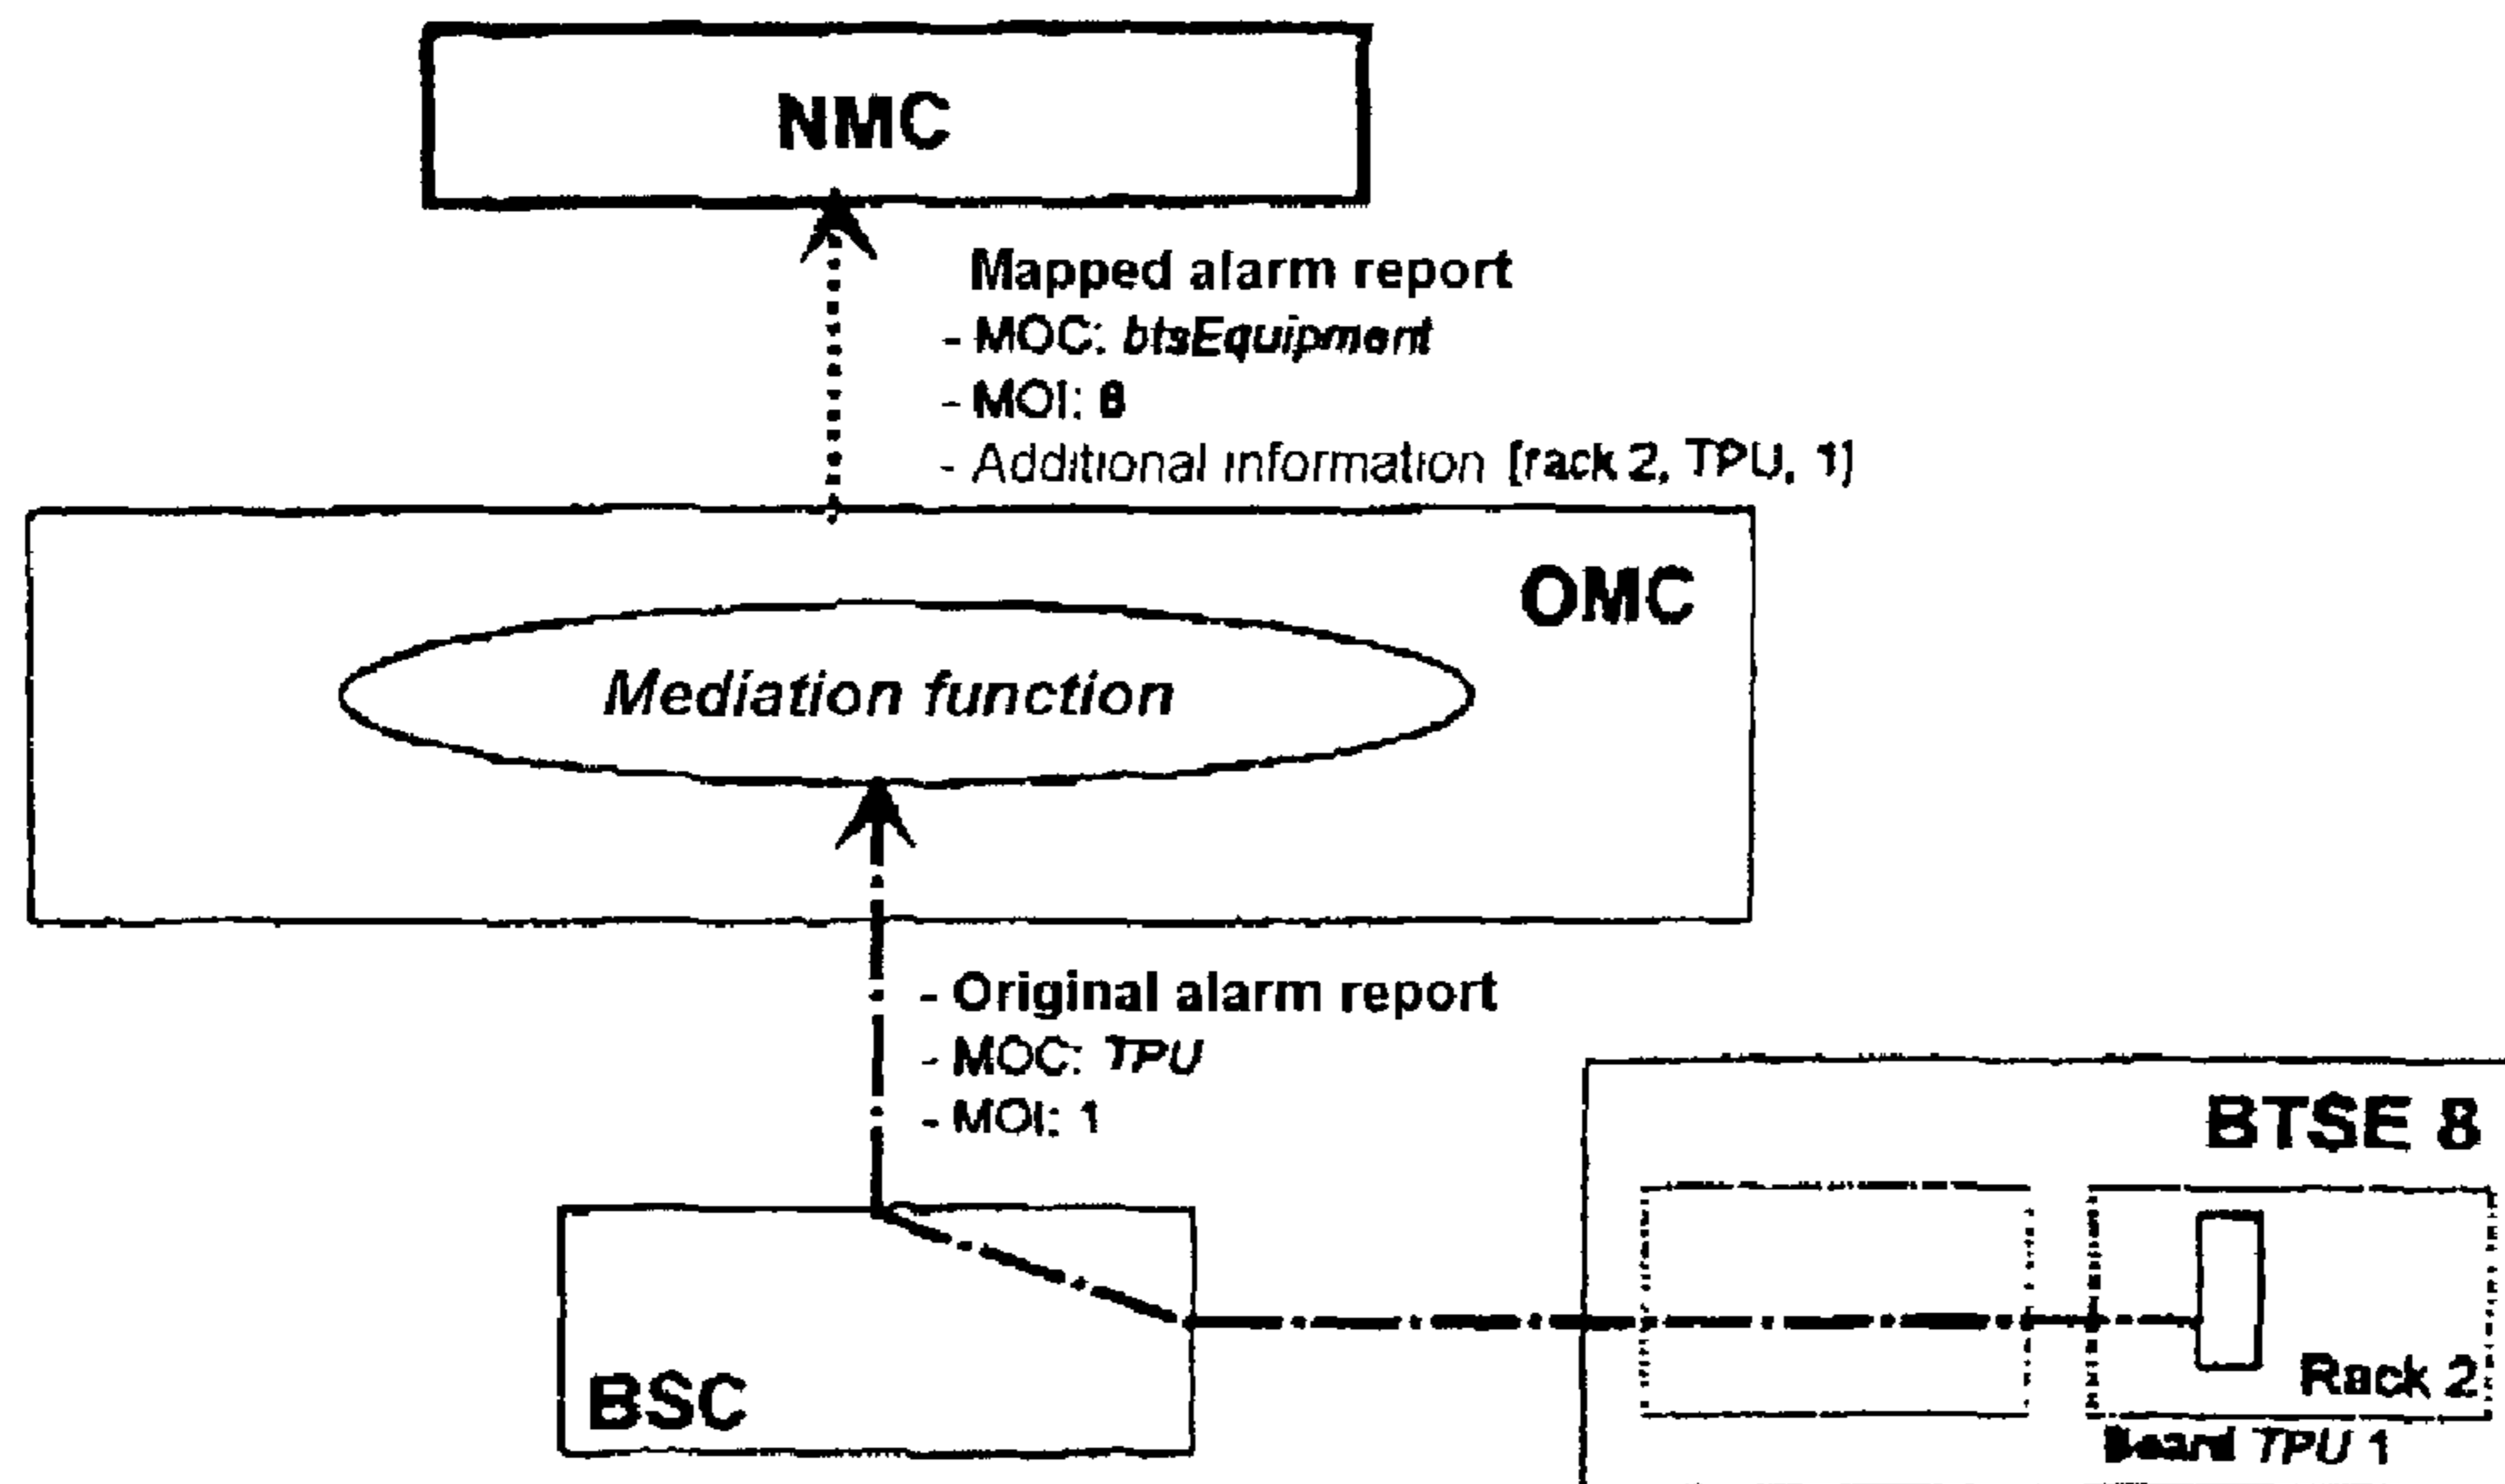 NMC
Mapped alarm report
- MOC: btsEquipment
- MOI: 8
- Additional information [rack 2, TPU, 1]
OMC
Mediation function
- Original alarm report
- MOC: TPU
- MOI: 1
BTSE 8
BSC
Rack 2
Board TPU 1